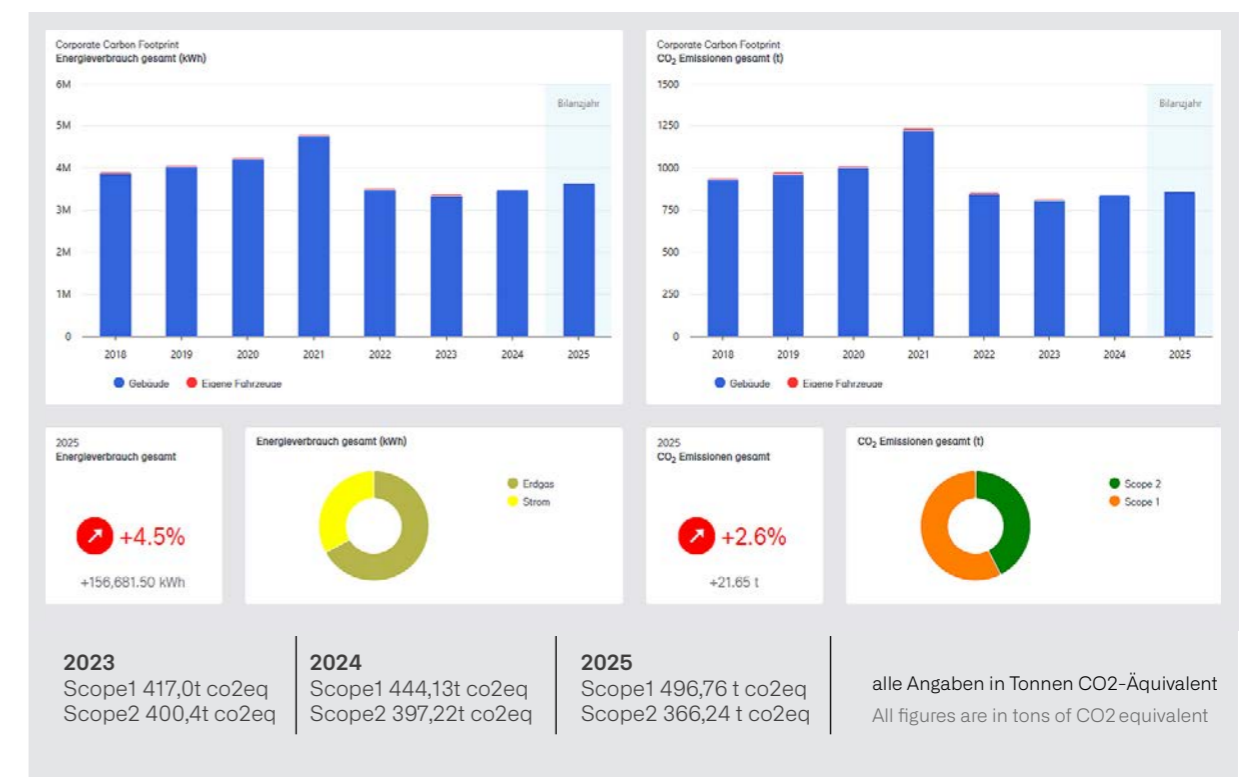 Corporate Carbon Footprint
Energieverbrauch gesamt (kWh)
6M
5M
4M
3M
2M
1M
0
Bilanzjahr
2018 2019 2020 2021 2022 2023 2024 2025
Gebäude Eigene Fahrzeuge
Corporate Carbon Footprint
CO₂ Emissionen gesamt (t)
1500
1250
1000
750
500
250
0
Bilanzjahr
2018 2019 2020 2021 2022 2023 2024 2025
Gebäude Eigene Fahrzeuge
2025
Energieverbrauch gesamt
+4.5%
+156,681.50 kWh
Energieverbrauch gesamt (kWh)
Erdgas
Strom
2025
CO₂ Emissionen gesamt
+2.6%
+21.65 t
CO₂ Emissionen gesamt (t)
Scope 2
Scope 1
2023
Scope1 417,0t co2eq
Scope2 400,4t co2eq
2024
Scope1 444,13t co2eq
Scope2 397,22t co2eq
2025
Scope1 496,76 t co2eq
Scope2 366,24 t co2eq
alle Angaben in Tonnen CO2-Äquivalent
All figures are in tons of CO2 equivalent